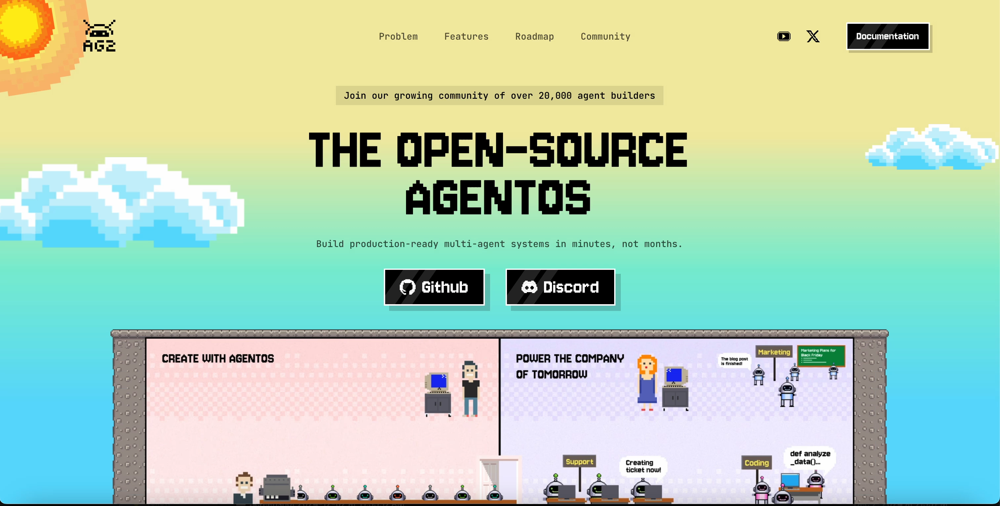 AG2
Problem
Features
Roadmap
Community
Documentation
Join our growing community of over 20,000 agent builders
THE OPEN-SOURCE
AGENTOS
Build production-ready multi-agent systems in minutes, not months.
Github
Discord
CREATE WITH AGENTOS
POWER THE COMPANY
OF TOMORROW
The blog post
is finished!
Marketing
Marketing Plans for
Black Friday
Support
Creating
ticket now!
Coding
def analyze
_data()...